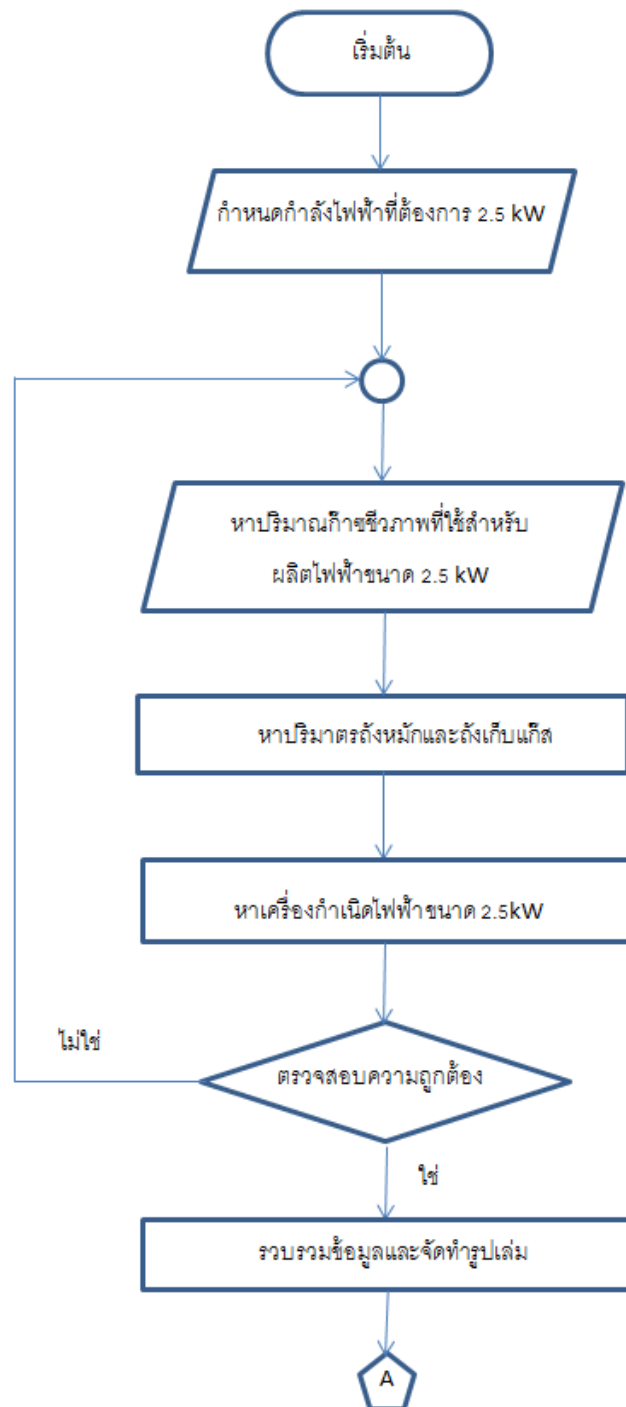 เริ่มต้น
กำหนดกำลังไฟฟ้าที่ต้องการ 2.5 kW
หาปริมาณก๊าซชีวภาพที่ใช้สำหรับ
ผลิตไฟฟ้าขนาด 2.5 kW
หาปริมาตรถังหมักและถังเก็บแก๊ส
หาเครื่องกำเนิดไฟฟ้าขนาด 2.5kW
ไม่ใช่
ตรวจสอบความถูกต้อง
ใช่
รวบรวมข้อมูลและจัดทำรูปเล่ม
A